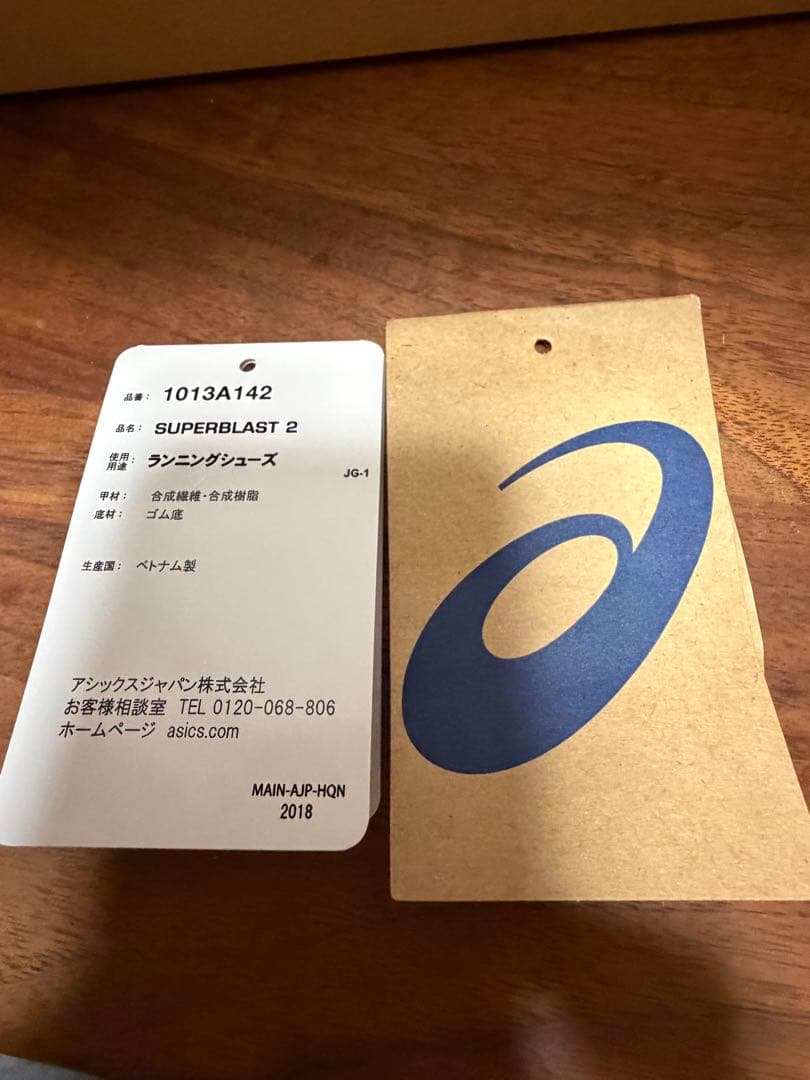 品番: 1013A142
品名: SUPERBLAST 2
使用用途: ランニングシューズ
JG-1
甲材: 合成繊維・合成樹脂
底材: ゴム底
生産国: ベトナム製
アシックスジャパン株式会社
お客様相談室 TEL 0120-068-806
ホームページ asics.com
MAIN-AJP-HQN
2018